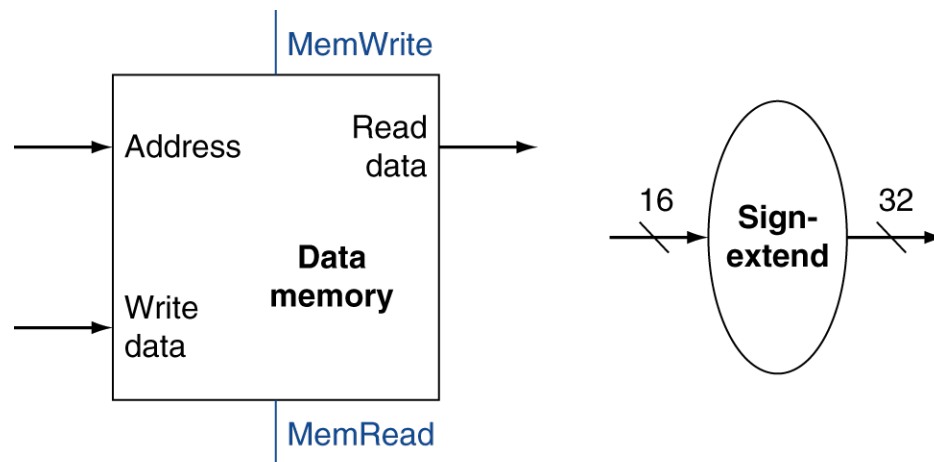 MemWrite
Address
Read
data
Data
memory
Write
data
MemRead
16
Sign-
extend
32